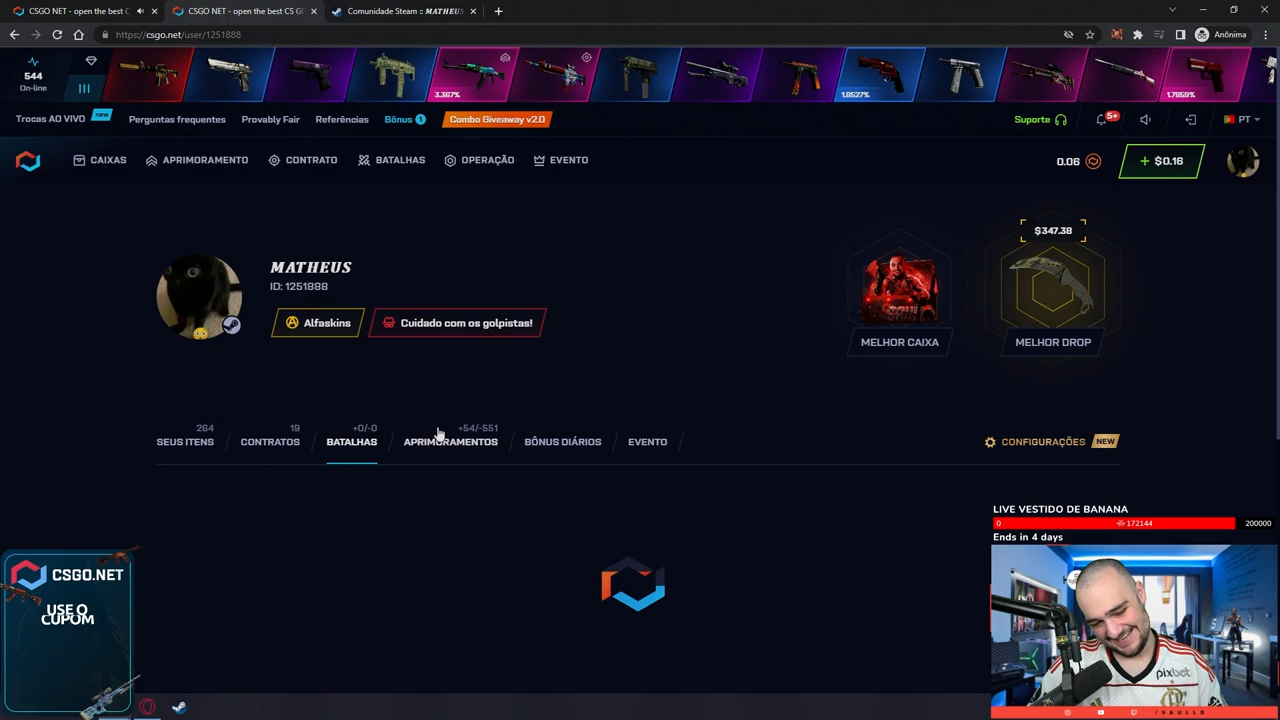 CSGO NET - open the best C
CSGO NET - open the best CS GO
Comunidade Steam :: MATHEUS
https://csgo.net/user/1251888
Anônima
544
On-line
3.367%
1.8527%
1.7859%
Trocas AO VIVO
new
Perguntas frequentes
Provably Fair
Referências
Bônus 1
Combo Giveaway v2.0
Suporte
5+
PT
CAIXAS
APRIMORAMENTO
CONTRATO
BATALHAS
OPERAÇÃO
EVENTO
0.06
+ $0.16
$347.38
MATHEUS
ID: 1251888
Alfaskins
Cuidado com os golpistas!
MELHOR CAIXA
MELHOR DROP
264
19
+0/-0
+54/-551
SEUS ITENS
CONTRATOS
BATALHAS
APRIMORAMENTOS
BÔNUS DIÁRIOS
EVENTO
CONFIGURAÇÕES
NEW
LIVE VESTIDO DE BANANA
0
172144
200000
Ends in 4 days
CSGO.NET
USE O
CUPOM
pixbet
/SAULLO